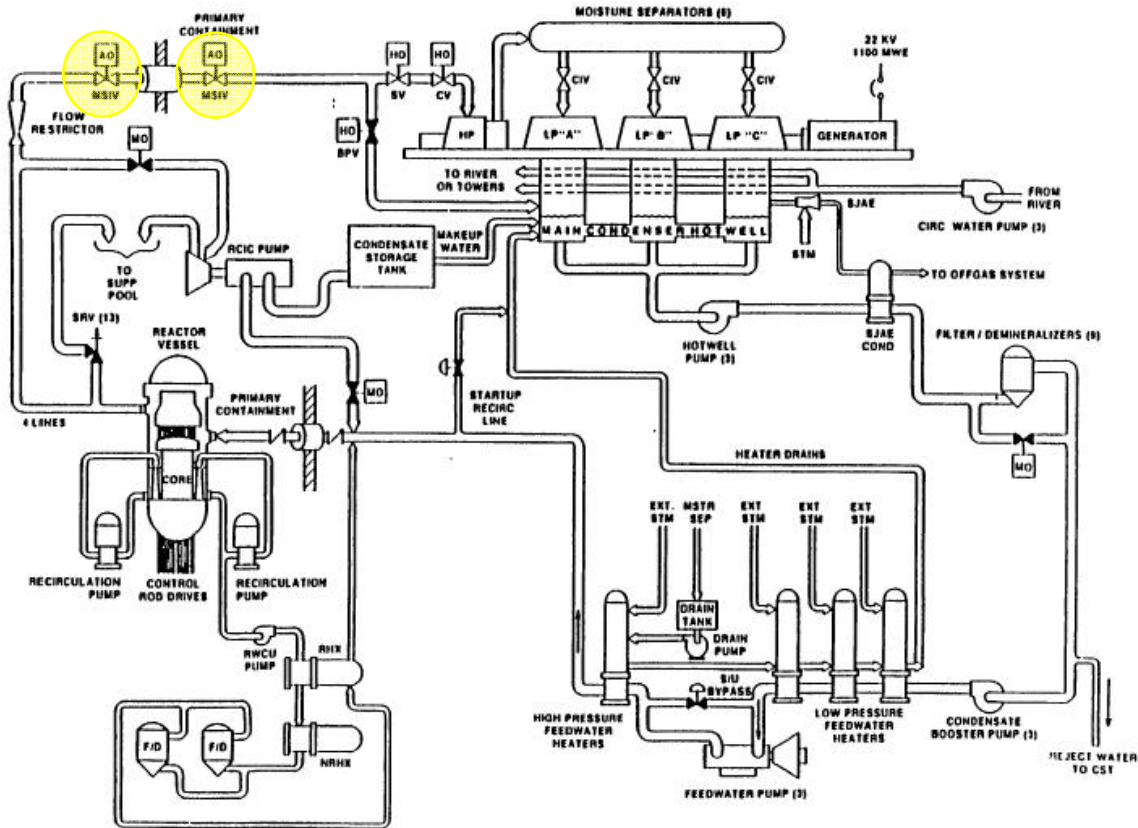 PRIMARY
CONTAINMENT
AO
MSIV
AO
MSIV
FLOW
RESTRICTOR
MO
HO
SV
HO
CV
HO
BPV
MOISTURE SEPARATORS (6)
CIV
CIV
CIV
22 KV
1100 MWE
HP
LP "A"
LP "B"
LP "C"
GENERATOR
TO RIVER
OR TOWERS
FROM
RIVER
CIRC WATER PUMP (3)
SJAE
STM
MAIN CONDENSER HOT WELL
MAKEUP
WATER
CONDENSATE
STORAGE
TANK
RCIC PUMP
TO
SUPP
POOL
SRV (13)
REACTOR
VESSEL
4 LINES
PRIMARY
CONTAINMENT
MO
CORE
RECIRCULATION
PUMP
CONTROL
ROD DRIVES
RECIRCULATION
PUMP
STARTUP
RECIRC
LINE
HOTWELL
PUMP (3)
SJAE
COND
TO OFFGAS SYSTEM
FILTER / DEMINERALIZERS (9)
MO
HEATER DRAINS
EXT.
STM
MSTR
SEP
EXT
STM
EXT
STM
EXT
STM
DRAIN
TANK
DRAIN
PUMP
S/U
BYPASS
HIGH PRESSURE
FEEDWATER
HEATERS
LOW PRESSURE
FEEDWATER
HEATERS
FEEDWATER PUMP (3)
CONDENSATE
BOOSTER PUMP (3)
REJECT WATER
TO CST
RWCU
PUMP
RHX
NRHX
F/D
F/D